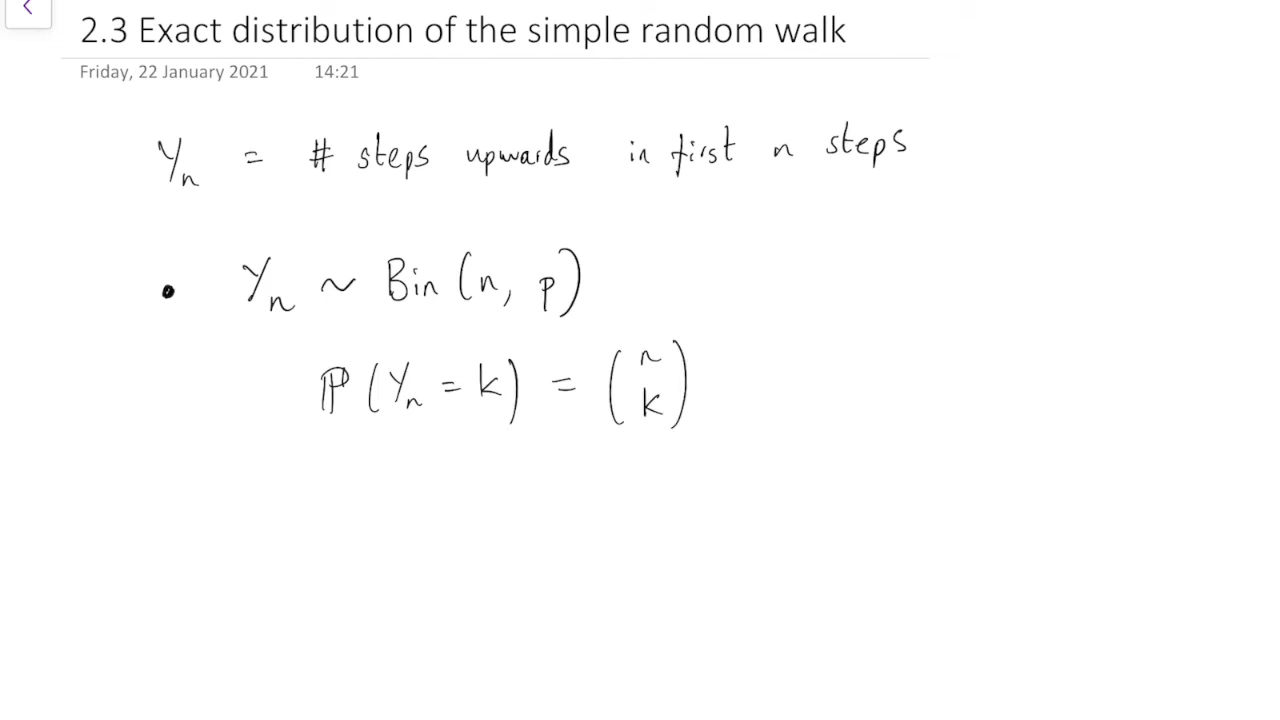 2.3 Exact distribution of the simple random walk
Friday, 22 January 2021 14:21
Yₙ = # steps upwards in first n steps
• Yₙ ~ Bin (n, p)
ℙ (Yₙ = k) = (n k)